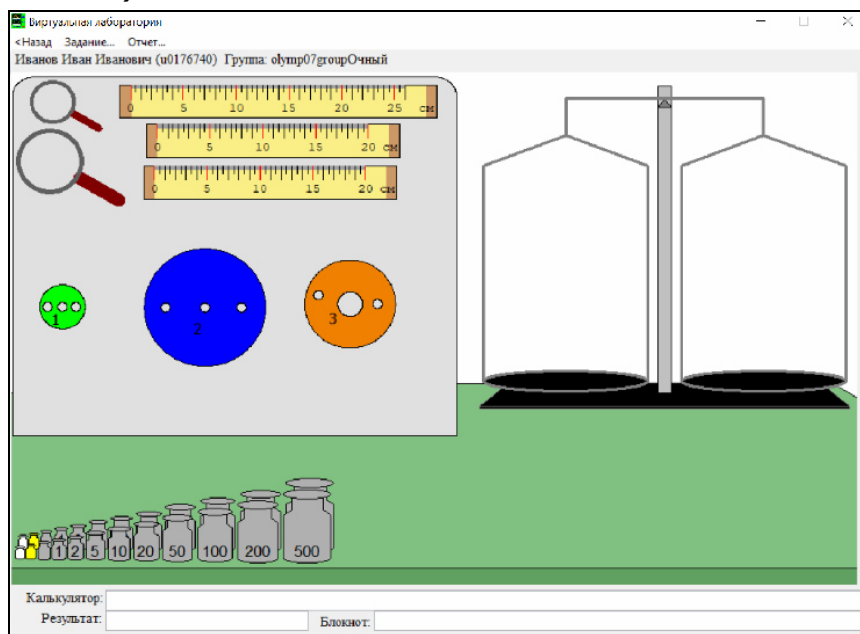 Виртуальная лаборатория
<Назад Задание... Отчет...
Иванов Иван Иванович (u0176740) Группа: olymp07groupОчный
0 5 10 15 20 25 см
0 5 10 15 20 см
0 5 10 15 20 см
1
2
3
1 2 5 10 20 50 100 200 500
Калькулятор:
Результат: Блокнот: